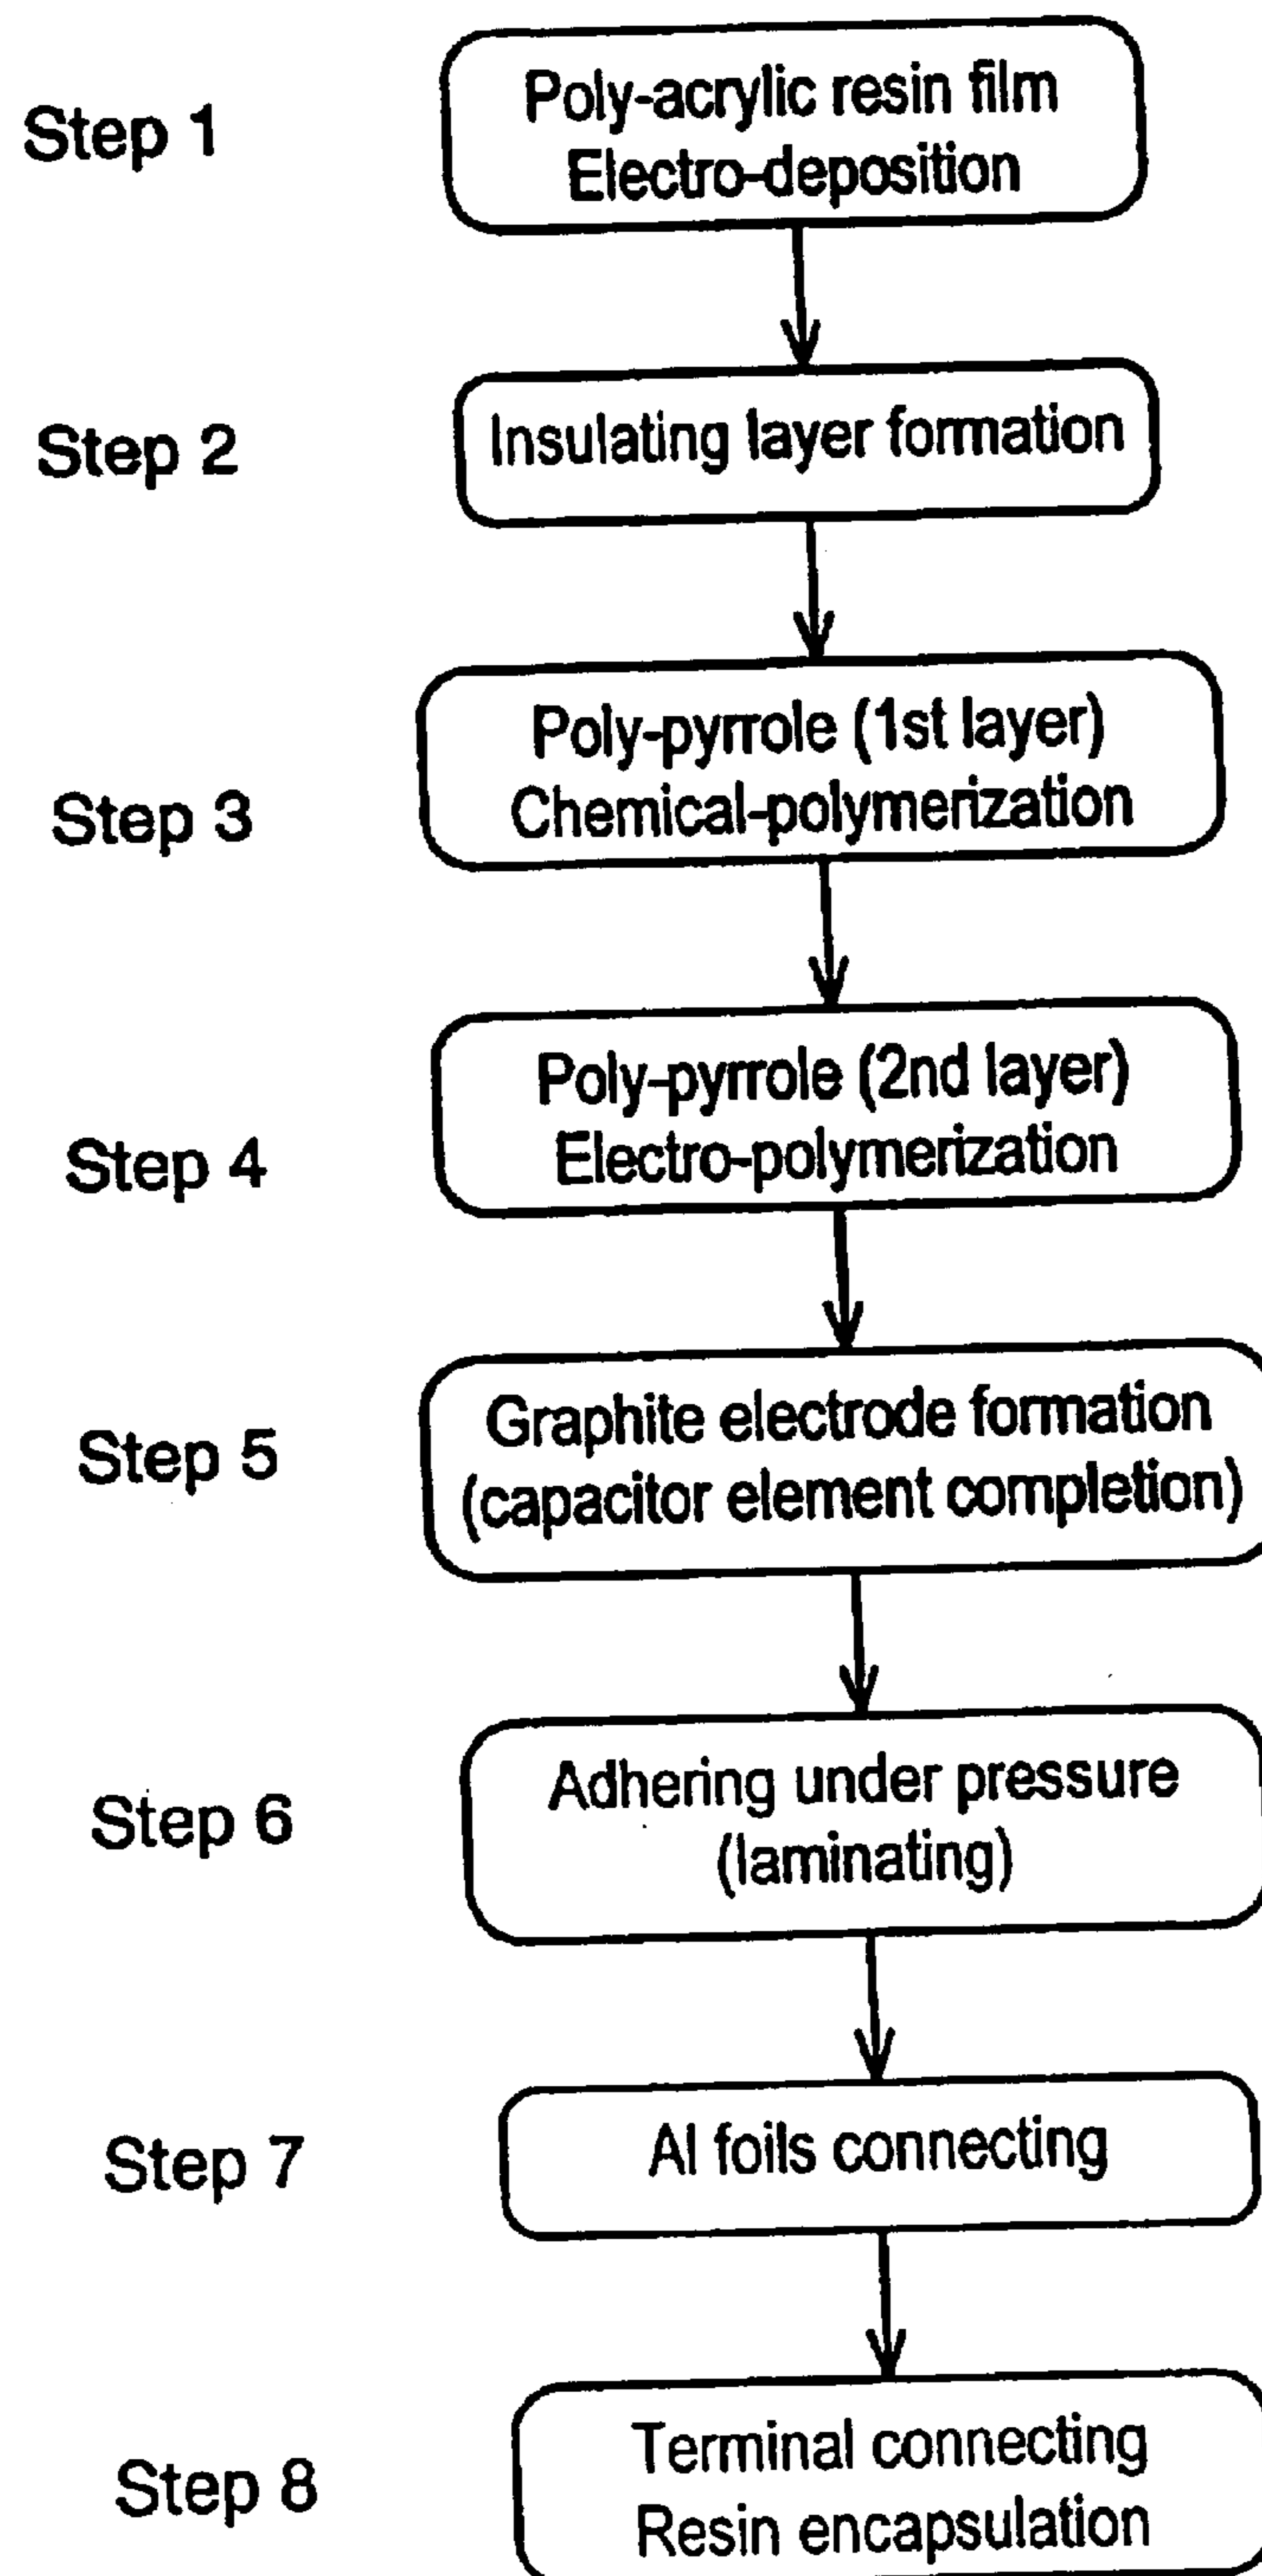 Step 1
Poly-acrylic resin film
Electro-deposition
Step 2
Insulating layer formation
Step 3
Poly-pyrrole (1st layer)
Chemical-polymerization
Step 4
Poly-pyrrole (2nd layer)
Electro-polymerization
Step 5
Graphite electrode formation
(capacitor element completion)
Step 6
Adhering under pressure
(laminating)
Step 7
Al foils connecting
Step 8
Terminal connecting
Resin encapsulation